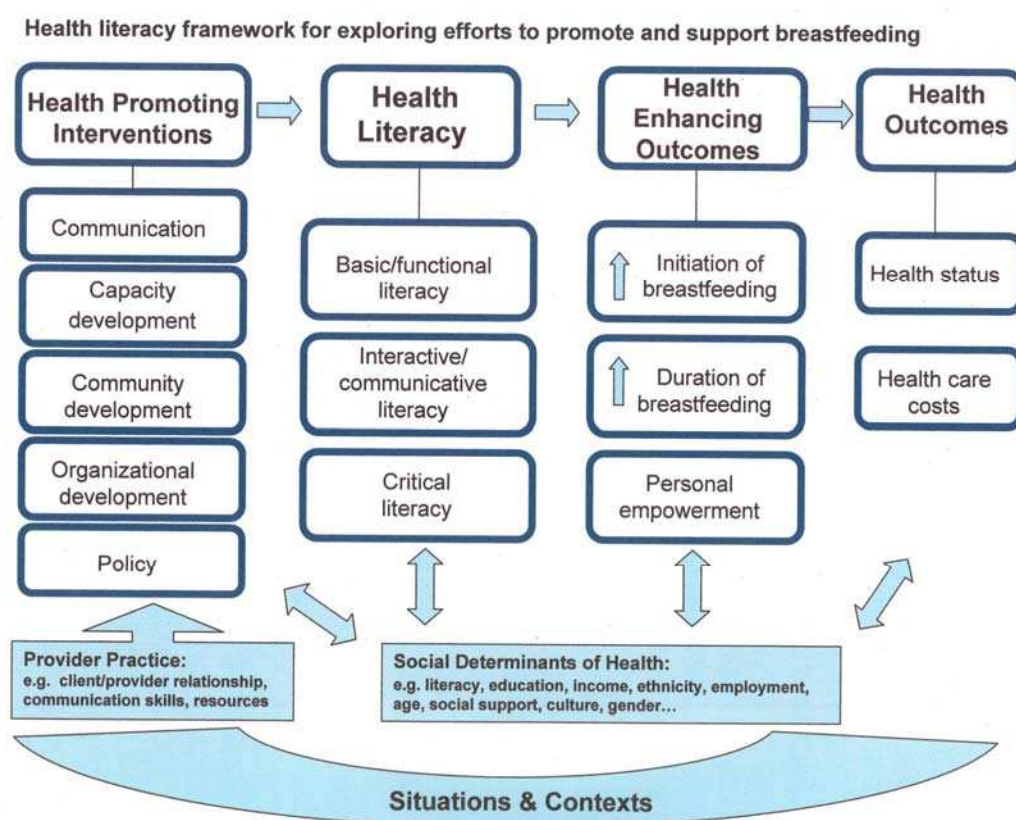 Health literacy framework for exploring efforts to promote and support breastfeeding
Health Promoting
Interventions
Health
Literacy
Health
Enhancing
Outcomes
Health
Outcomes
Communication
Capacity
development
Community
development
Organizational
development
Policy
Basic/functional
literacy
Interactive/
communicative
literacy
Critical
literacy
Initiation of
breastfeeding
Duration of
breastfeeding
Personal
empowerment
Health status
Health care
costs
Provider Practice:
e.g. client/provider relationship,
communication skills, resources
Social Determinants of Health:
e.g. literacy, education, income, ethnicity, employment,
age, social support, culture, gender...
Situations & Contexts